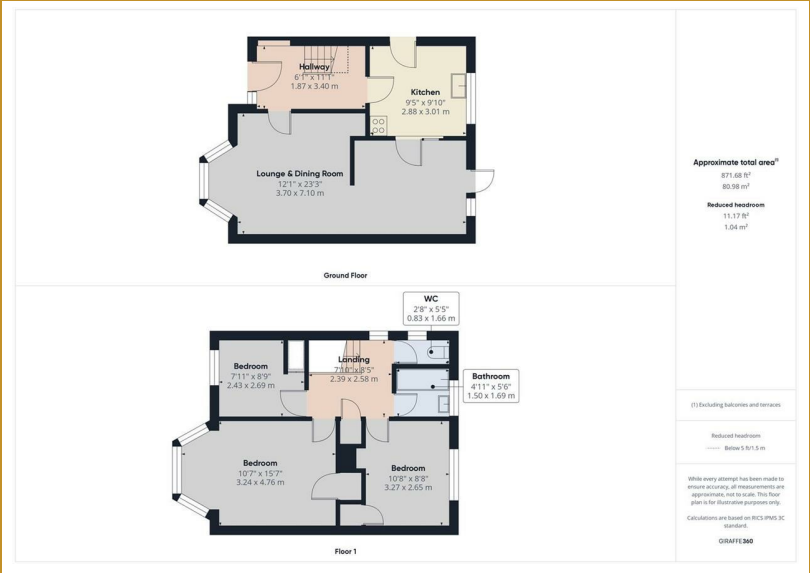 Hallway
6'1" x 11'1"
1.87 x 3.40 m
Kitchen
9'5" x 9'10"
2.88 x 3.01 m
Lounge & Dining Room
12'1" x 23'3"
3.70 x 7.10 m
Ground Floor
WC
2'8" x 5'5"
0.83 x 1.66 m
Landing
7'10" x 8'5"
2.39 x 2.58 m
Bedroom
7'11" x 8'9"
2.43 x 2.69 m
Bathroom
4'11" x 5'6"
1.50 x 1.69 m
Bedroom
10'7" x 15'7"
3.24 x 4.76 m
Bedroom
10'8" x 8'8"
3.27 x 2.65 m
Floor 1
Approximate total area(1)
871.68 ft²
80.98 m²
Reduced headroom
11.17 ft²
1.04 m²
(1) Excluding balconies and terraces
Reduced headroom
Below 5 ft/1.5 m
While every attempt has been made to
ensure accuracy, all measurements are
approximate, not to scale. This floor
plan is for illustrative purposes only.
Calculations are based on RICS IPMS 3C
standard.
GIRAFFE360